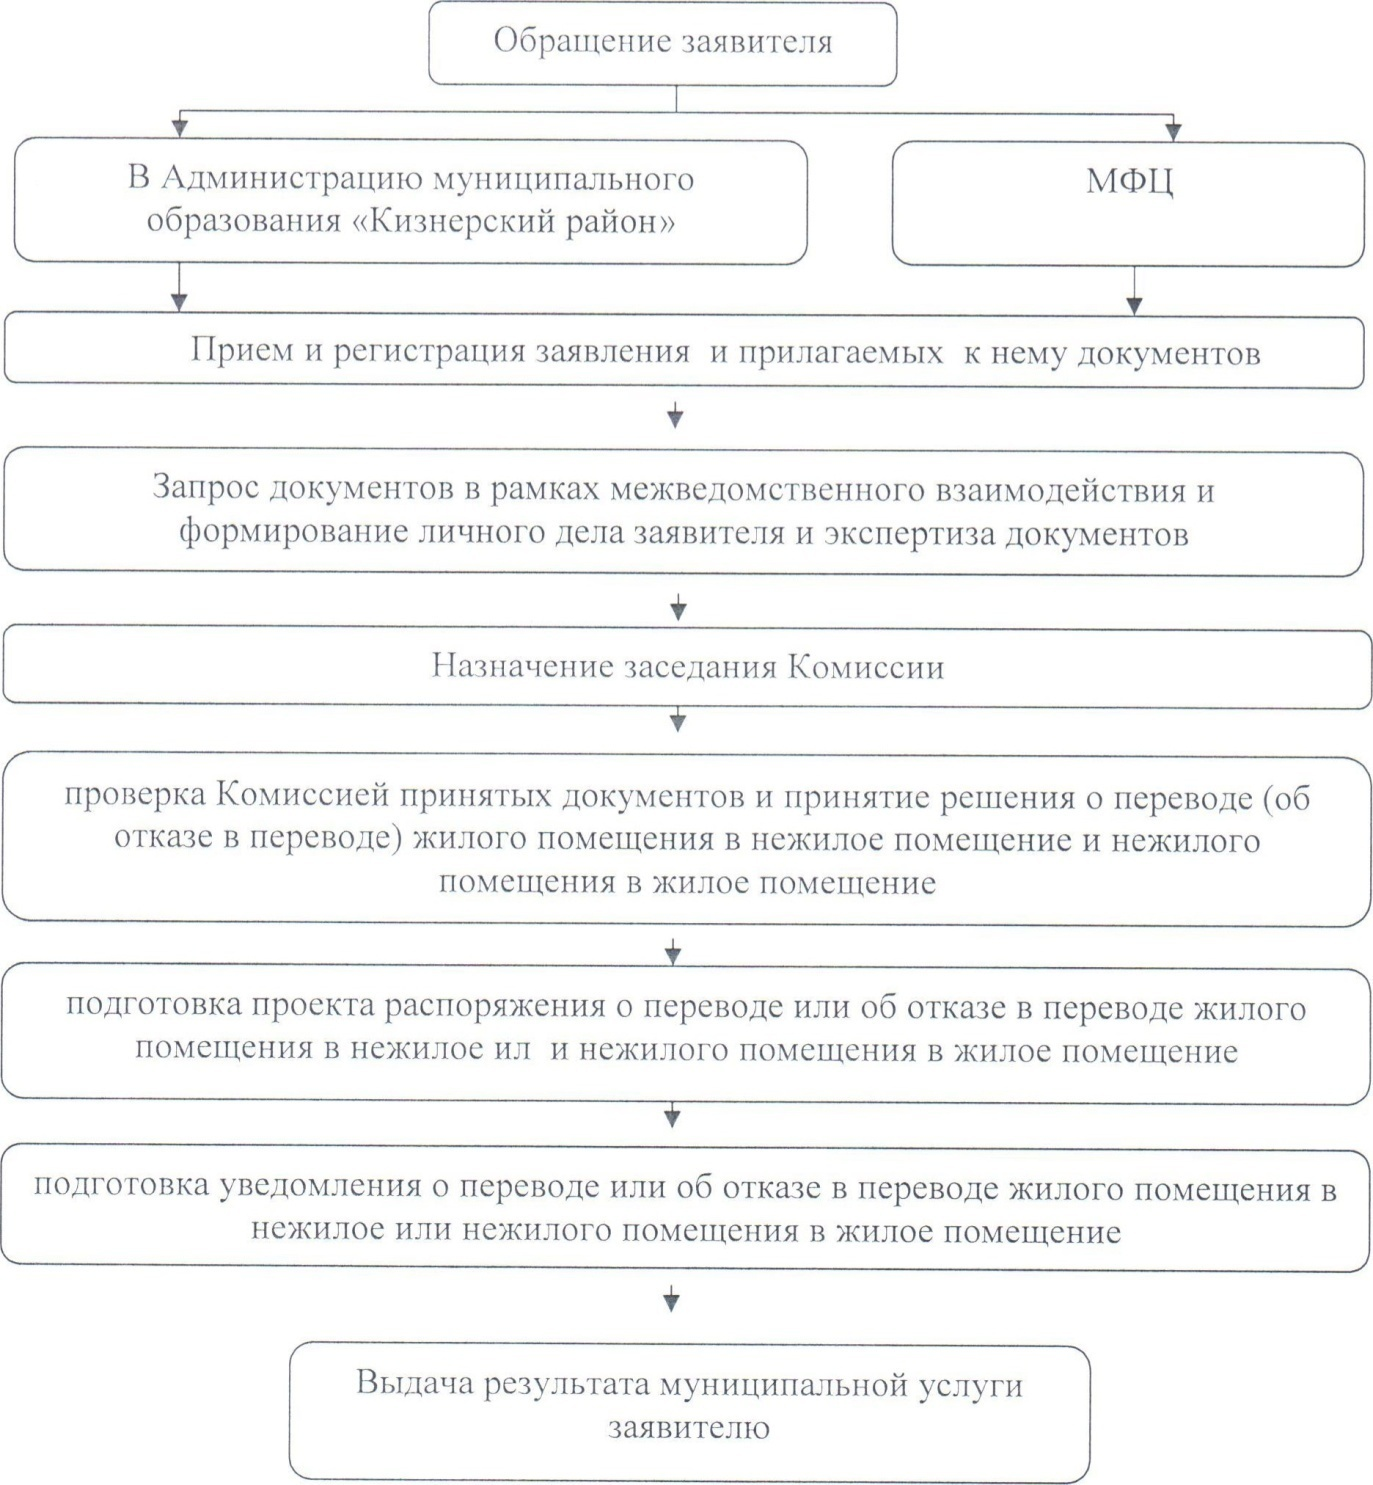 Обращение заявителя
В Администрацию муниципального
образования «Кизнерский район»
МФЦ
Прием и регистрация заявления и прилагаемых к нему документов
Запрос документов в рамках межведомственного взаимодействия и
формирование личного дела заявителя и экспертиза документов
Назначение заседания Комиссии
проверка Комиссией принятых документов и принятие решения о переводе (об
отказе в переводе) жилого помещения в нежилое помещение и нежилого
помещения в жилое помещение
подготовка проекта распоряжения о переводе или об отказе в переводе жилого
помещения в нежилое ил и нежилого помещения в жилое помещение
подготовка уведомления о переводе или об отказе в переводе жилого помещения в
нежилое или нежилого помещения в жилое помещение
Выдача результата муниципальной услуги
заявителю